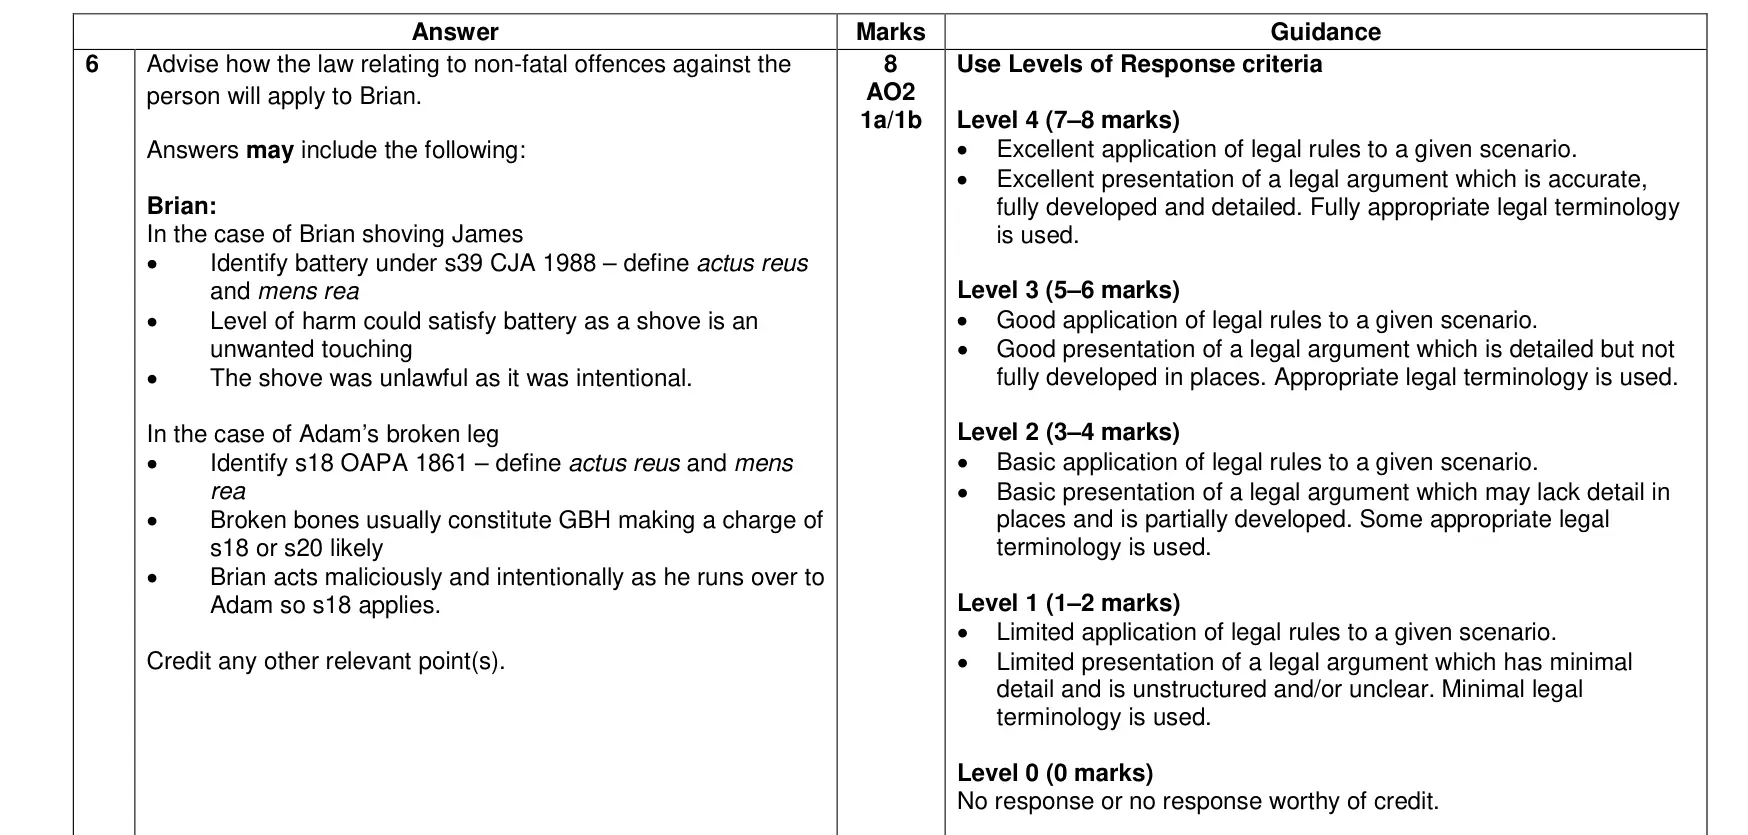 Answer Marks Guidance
6 Advise how the law relating to non-fatal offences against the
person will apply to Brian.
Answers may include the following:
Brian:
In the case of Brian shoving James
• Identify battery under s39 CJA 1988 – define actus reus
and mens rea
• Level of harm could satisfy battery as a shove is an
unwanted touching
• The shove was unlawful as it was intentional.
In the case of Adam’s broken leg
• Identify s18 OAPA 1861 – define actus reus and mens
rea
• Broken bones usually constitute GBH making a charge of
s18 or s20 likely
• Brian acts maliciously and intentionally as he runs over to
Adam so s18 applies.
Credit any other relevant point(s).
8
AO2
1a/1b
Use Levels of Response criteria
Level 4 (7–8 marks)
• Excellent application of legal rules to a given scenario.
• Excellent presentation of a legal argument which is accurate,
fully developed and detailed. Fully appropriate legal terminology
is used.
Level 3 (5–6 marks)
• Good application of legal rules to a given scenario.
• Good presentation of a legal argument which is detailed but not
fully developed in places. Appropriate legal terminology is used.
Level 2 (3–4 marks)
• Basic application of legal rules to a given scenario.
• Basic presentation of a legal argument which may lack detail in
places and is partially developed. Some appropriate legal
terminology is used.
Level 1 (1–2 marks)
• Limited application of legal rules to a given scenario.
• Limited presentation of a legal argument which has minimal
detail and is unstructured and/or unclear. Minimal legal
terminology is used.
Level 0 (0 marks)
No response or no response worthy of credit.